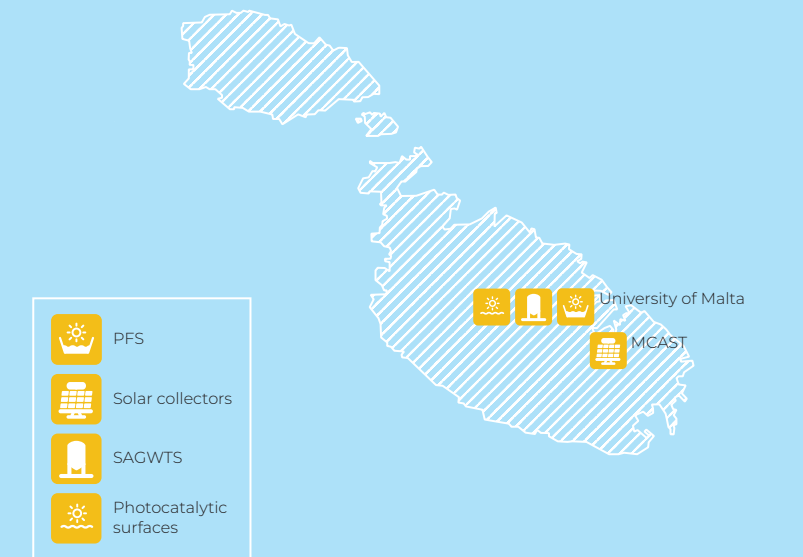 University of Malta
MCAST
PFS
Solar collectors
SAGWTS
Photocatalytic
surfaces